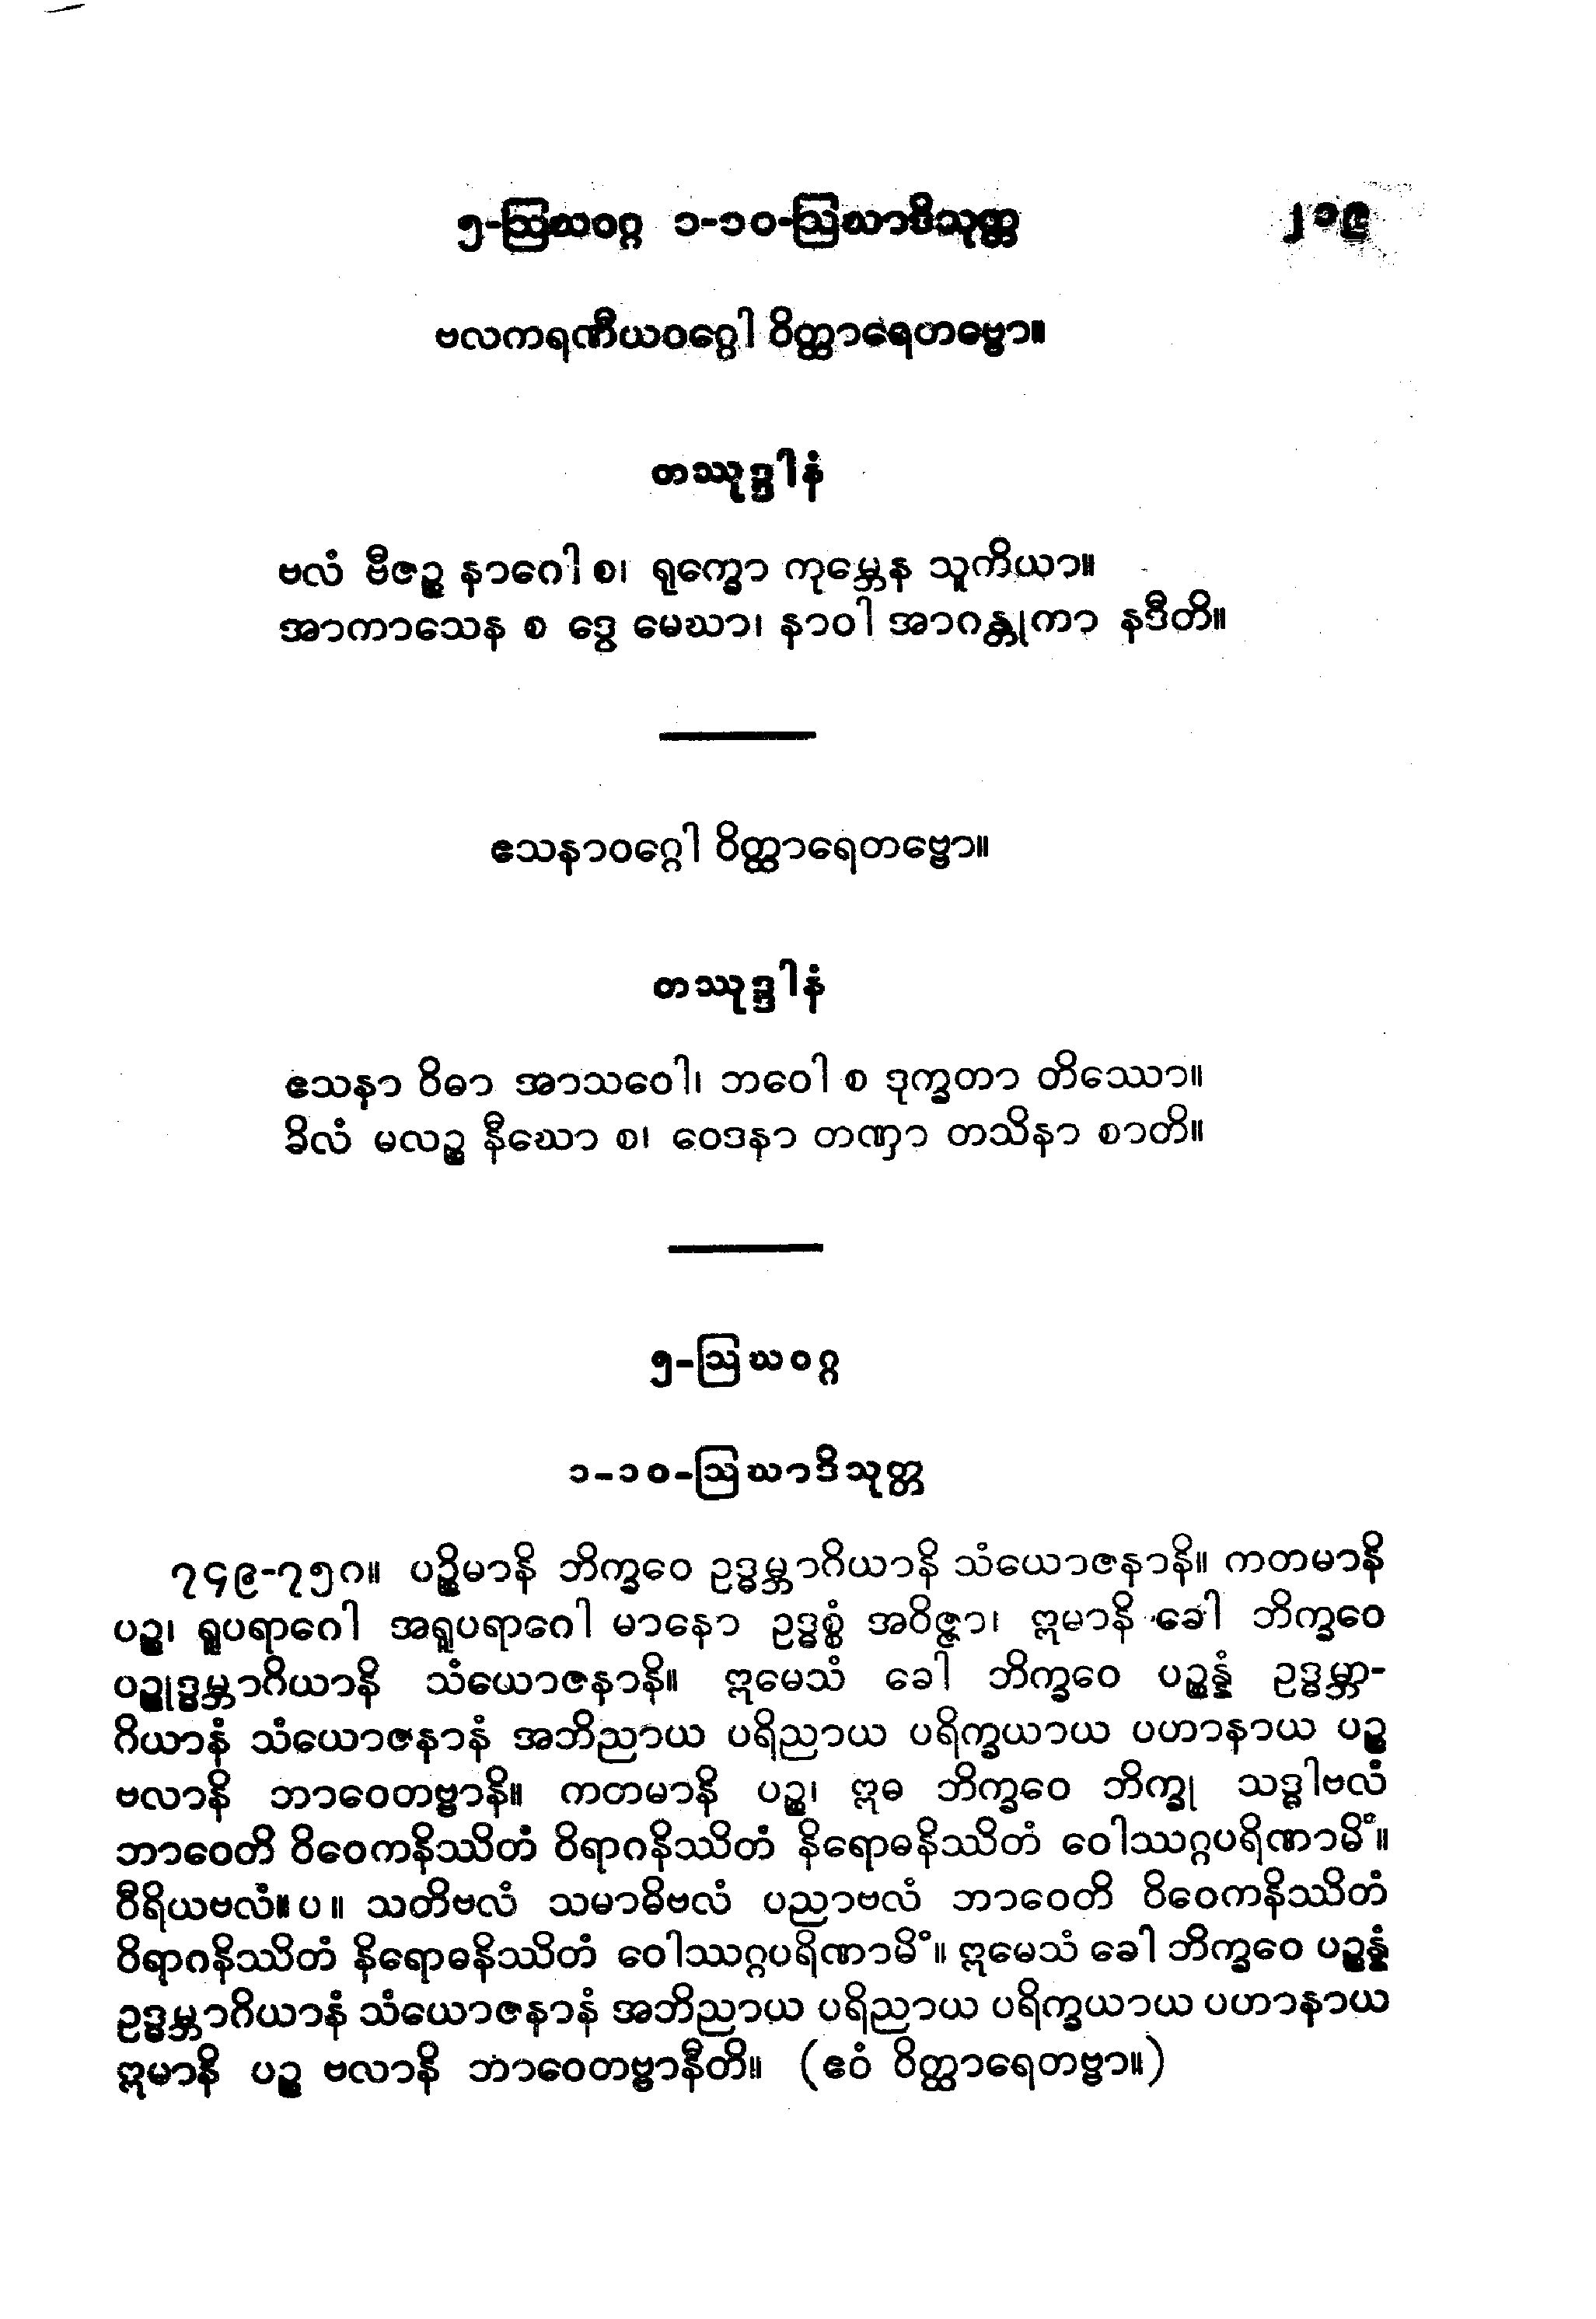 ၅-ဩဃဝဂ္ဂ ၁-၁၀-ဩဃာဒိသုတ္တ ၂၁၉
ဗလကရဏီယဝဂ္ဂေါ ဝိတ္ထာရေတဗ္ဗော။
တဿုဒ္ဒါနံ
ဗလံ ဗီဇဉ္စ နာဂေါ စ၊ ရုက္ခော ကုမ္ဘေန သူကိယာ။
အာကာသေန စ ဒွေ မေဃာ၊ နာဝါ အာဂန္တုကာ နဒီတိ။
ဧသနာဝဂ္ဂေါ ဝိတ္ထာရေတဗ္ဗော။
တဿုဒ္ဒါနံ
ဧသနာ ဝိဓာ အာသဝေါ၊ ဘဝေါ စ ဒုက္ခတာ တိဿော။
ခိလံ မလဉ္စ နီဃော စ၊ ဝေဒနာ တဏှာ တသိနာ စာတိ။
၅-ဩဃဝဂ္ဂ
၁-၁၀-ဩဃာဒိသုတ္တ
၇၄၉-၇၅၈။ ပဉ္စိမာနိ ဘိက္ခဝေ ဥဒ္ဓမ္ဘာဂိယာနိ သံယောဇနာနိ။ ကတမာနိ
ပဉ္စ၊ ရူပရာဂေါ အရူပရာဂေါ မာနော ဥဒ္ဓစ္စံ အဝိဇ္ဇာ၊ ဣမာနိ ခေါ ဘိက္ခဝေ
ပဉ္စုဒ္ဓမ္ဘာဂိယာနိ သံယောဇနာနိ။ ဣမေသံ ခေါ ဘိက္ခဝေ ပဉ္စန္နံ ဥဒ္ဓမ္ဘာ-
ဂိယာနံ သံယောဇနာနံ အဘိညာယ ပရိညာယ ပရိက္ခယာယ ပဟာနာယ ပဉ္စ
ဗလာနိ ဘာဝေတဗ္ဗာနိ။ ကတမာနိ ပဉ္စ၊ ဣဓ ဘိက္ခဝေ ဘိက္ခု သဒ္ဓါဗလံ
ဘာဝေတိ ဝိဝေကနိဿိတံ ဝိရာဂနိဿိတံ နိရောဓနိဿိတံ ဝေါဿဂ္ဂပရိဏာမိံ။
ဝီရိယဗလံ။ ပ ။ သတိဗလံ သမာဓိဗလံ ပညာဗလံ ဘာဝေတိ ဝိဝေကနိဿိတံ
ဝိရာဂနိဿိတံ နိရောဓနိဿိတံ ဝေါဿဂ္ဂပရိဏာမိံ။ ဣမေသံ ခေါ ဘိက္ခဝေ ပဉ္စန္နံ
ဥဒ္ဓမ္ဘာဂိယာနံ သံယောဇနာနံ အဘိညာယ ပရိညာယ ပရိက္ခယာယ ပဟာနာယ
ဣမာနိ ပဉ္စ ဗလာနိ ဘာဝေတဗ္ဗာနီတိ။ (ဧဝံ ဝိတ္ထာရေတဗ္ဗာ။)